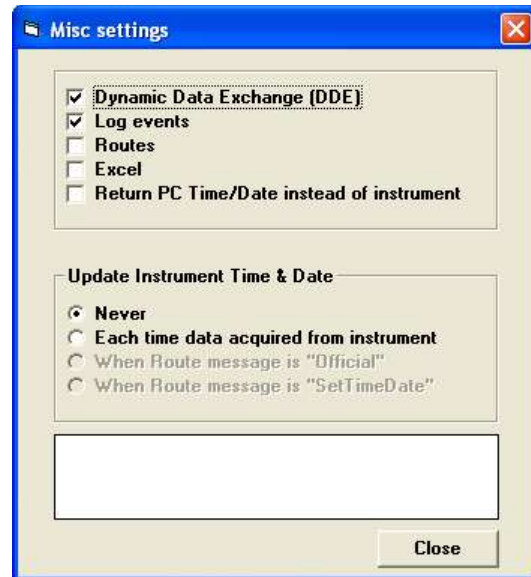 Misc settings
Dynamic Data Exchange (DDE)
Log events
Routes
Excel
Return PC Time/Date instead of instrument
Update Instrument Time & Date
Never
Each time data acquired from instrument
When Route message is "Official"
When Route message is "SetTimeDate"
Close